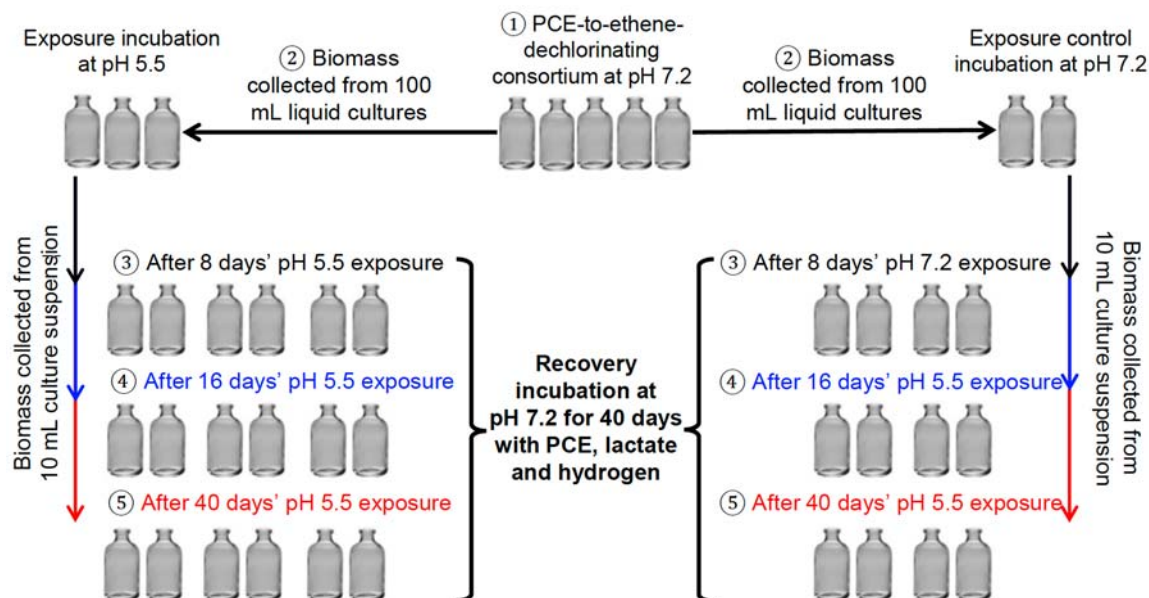 Exposure incubation
at pH 5.5
② Biomass
collected from 100
mL liquid cultures
① PCE-to-ethene-
dechlorinating
consortium at pH 7.2
② Biomass
collected from 100
mL liquid cultures
Exposure control
incubation at pH 7.2
Biomass collected from
10 mL culture suspension
③ After 8 days' pH 5.5 exposure
④ After 16 days' pH 5.5 exposure
⑤ After 40 days' pH 5.5 exposure
Recovery
incubation at
pH 7.2 for 40 days
with PCE, lactate
and hydrogen
③ After 8 days' pH 7.2 exposure
④ After 16 days' pH 5.5 exposure
⑤ After 40 days' pH 5.5 exposure
Biomass collected from
10 mL culture suspension